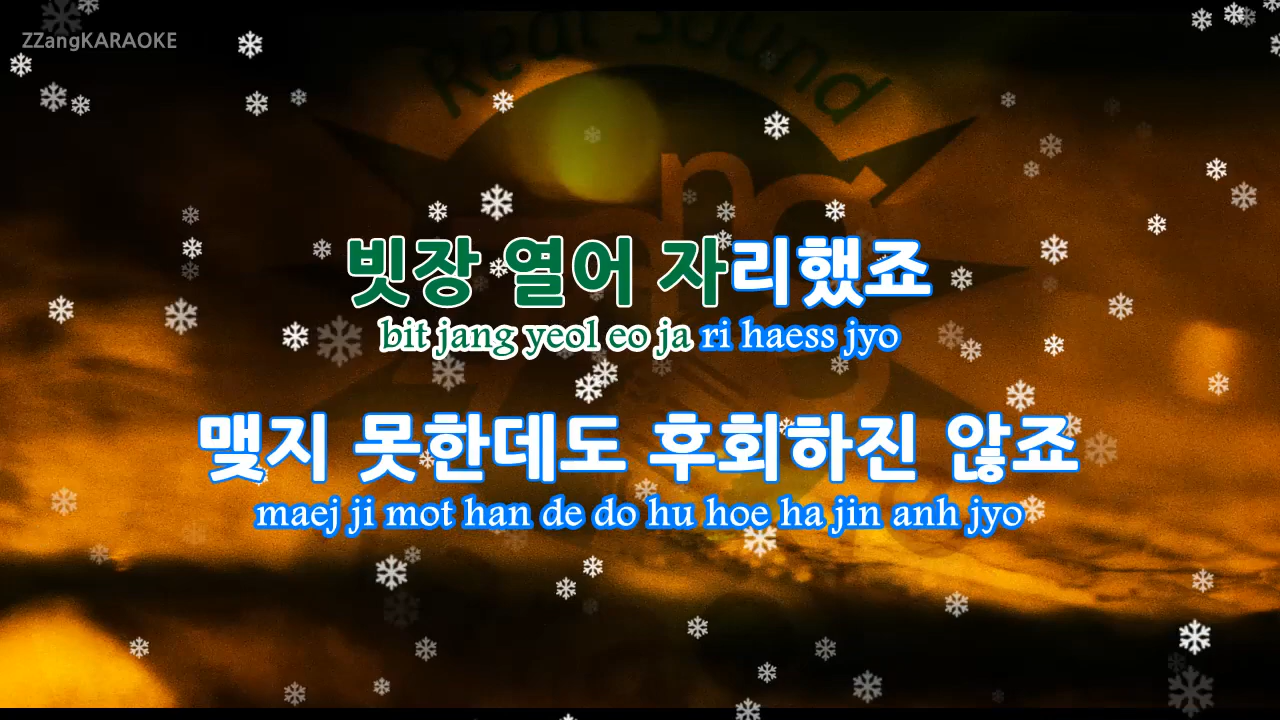 ZZangKARAOKE
Real Sound
빗장 열어 자리했죠
bit jang yeol eo ja ri haess jyo
맺지 못한데도 후회하진 않죠
maej ji mot han de do hu hoe ha jin anh jyo